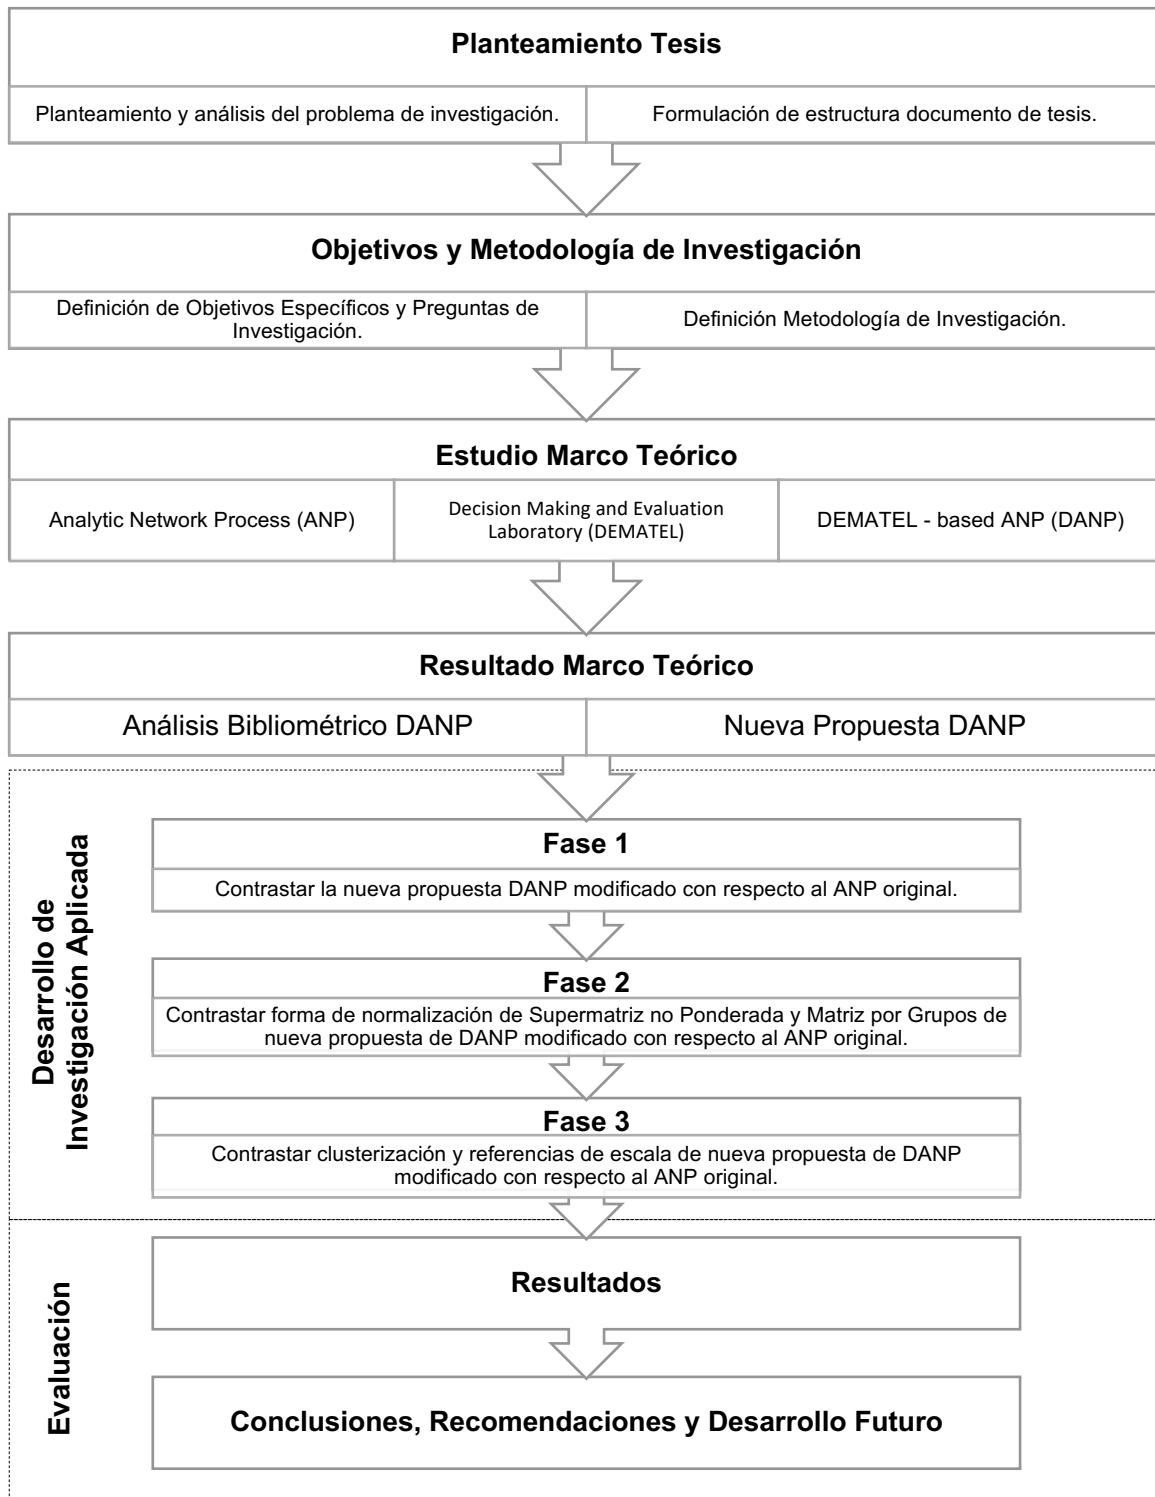 Planteamiento Tesis
Planteamiento y análisis del problema de investigación.
Formulación de estructura documento de tesis.
Objetivos y Metodología de Investigación
Definición de Objetivos Específicos y Preguntas de
Investigación.
Definición Metodología de Investigación.
Estudio Marco Teórico
Analytic Network Process (ANP)
Decision Making and Evaluation
Laboratory (DEMATEL)
DEMATEL - based ANP (DANP)
Resultado Marco Teórico
Análisis Bibliométrico DANP
Nueva Propuesta DANP
Desarrollo de
Investigación Aplicada
Fase 1
Contrastar la nueva propuesta DANP modificado con respecto al ANP original.
Fase 2
Contrastar forma de normalización de Supermatriz no Ponderada y Matriz por Grupos de
nueva propuesta de DANP modificado con respecto al ANP original.
Fase 3
Contrastar clusterización y referencias de escala de nueva propuesta de DANP
modificado con respecto al ANP original.
Evaluación
Resultados
Conclusiones, Recomendaciones y Desarrollo Futuro